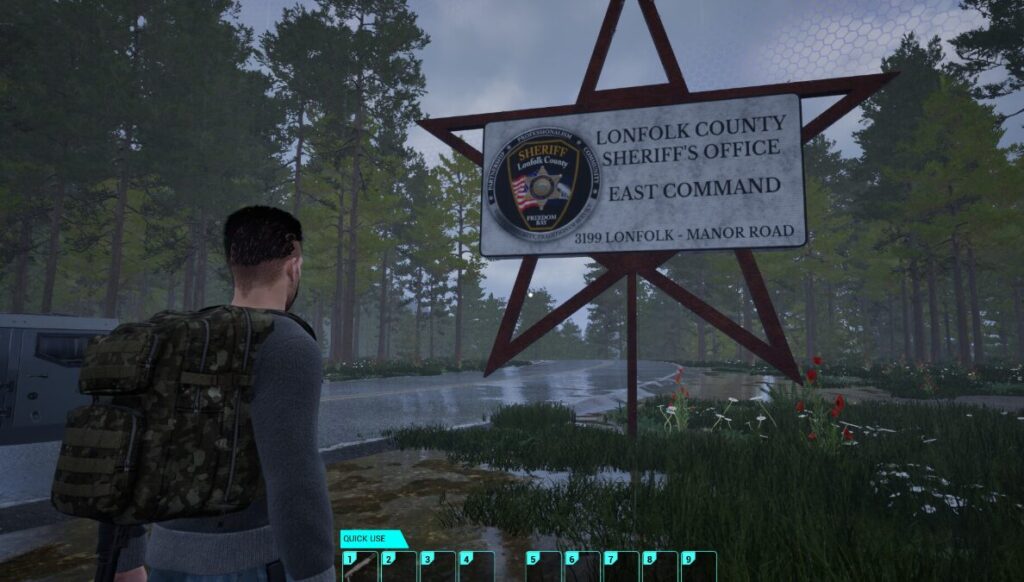 LONFOLK COUNTY
SHERIFF'S OFFICE
EAST COMMAND
3199 LONFOLK - MANOR ROAD
PROFESSIONALISM
SHERIFF
Lonfolk County
FREEDOM
BAY
QUICK USE
1 2 3 4 5 6 7 8 9